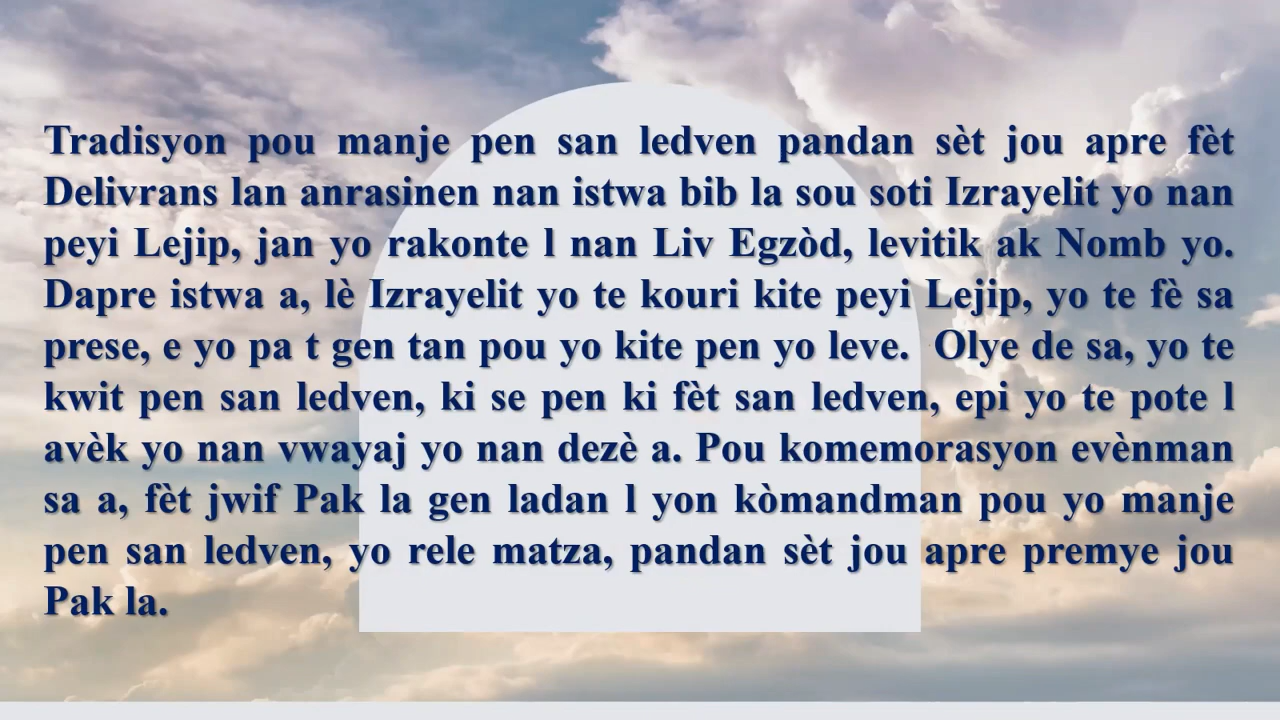 Tradisyon pou manje pen san ledven pandan sèt jou apre fèt
Delivrans lan anrasinen nan istwa bib la sou soti Izrayelit yo nan
peyi Lejip, jan yo rakonte l nan Liv Egzòd, levitik ak Nomb yo.
Dapre istwa a, lè Izrayelit yo te kouri kite peyi Lejip, yo te fè sa
prese, e yo pa t gen tan pou yo kite pen yo leve. Olye de sa, yo te
kwit pen san ledven, ki se pen ki fèt san ledven, epi yo te pote l
avèk yo nan vwayaj yo nan dezè a. Pou komemorasyon evènman
sa a, fèt jwif Pak la gen ladan l yon kòmandman pou yo manje
pen san ledven, yo rele matza, pandan sèt jou apre premye jou
Pak la.